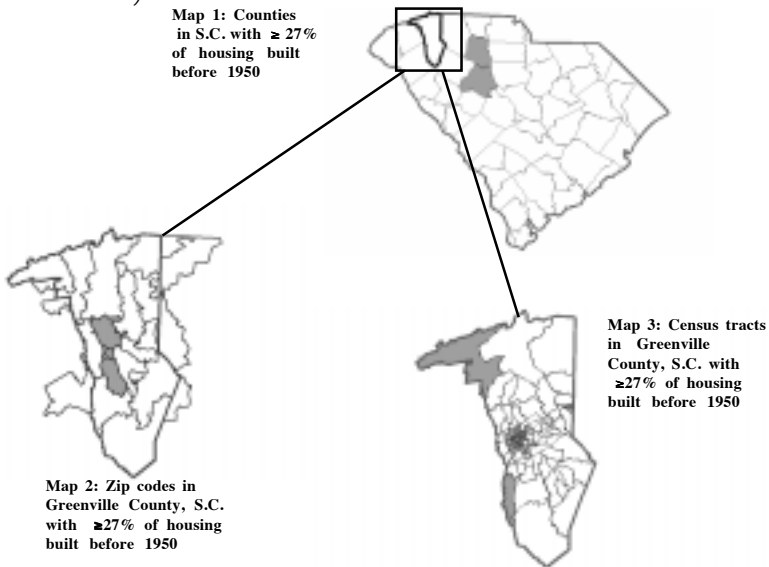 Map 1: Counties
in S.C. with ≥ 27%
of housing built
before 1950
Map 3: Census tracts
in Greenville
County, S.C. with
≥27% of housing
built before 1950
Map 2: Zip codes in
Greenville County, S.C.
with ≥27% of housing
built before 1950